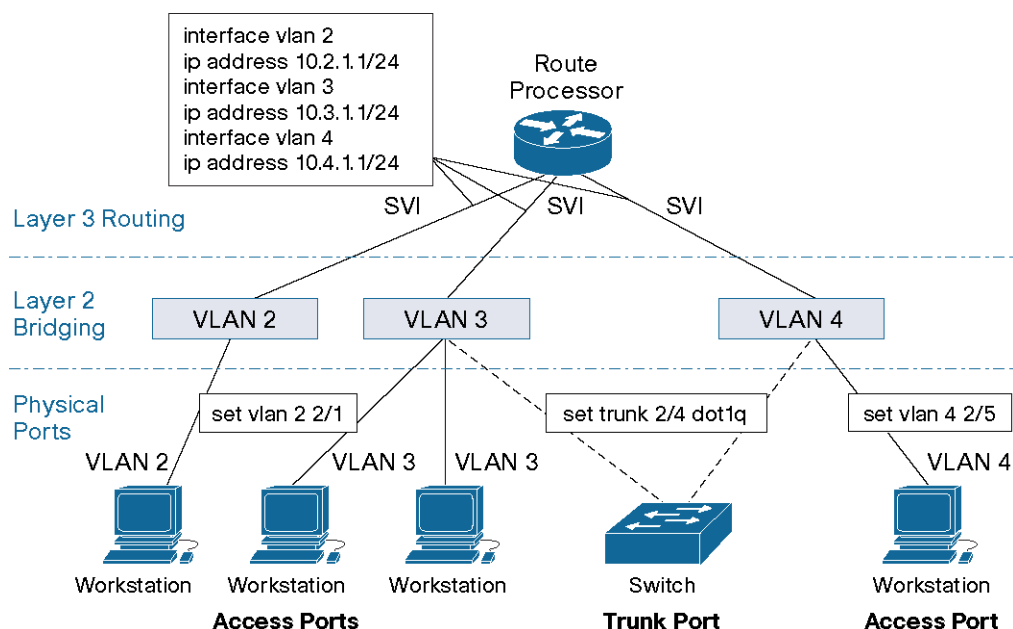 interface vlan 2
ip address 10.2.1.1/24
interface vlan 3
ip address 10.3.1.1/24
interface vlan 4
ip address 10.4.1.1/24
Route
Processor
Layer 3 Routing
SVI
SVI
SVI
Layer 2
Bridging
VLAN 2
VLAN 3
VLAN 4
Physical
Ports
set vlan 2 2/1
set trunk 2/4 dot1q
set vlan 4 2/5
VLAN 2
VLAN 3
VLAN 3
VLAN 4
Workstation
Workstation
Workstation
Switch
Workstation
Access Ports
Trunk Port
Access Port